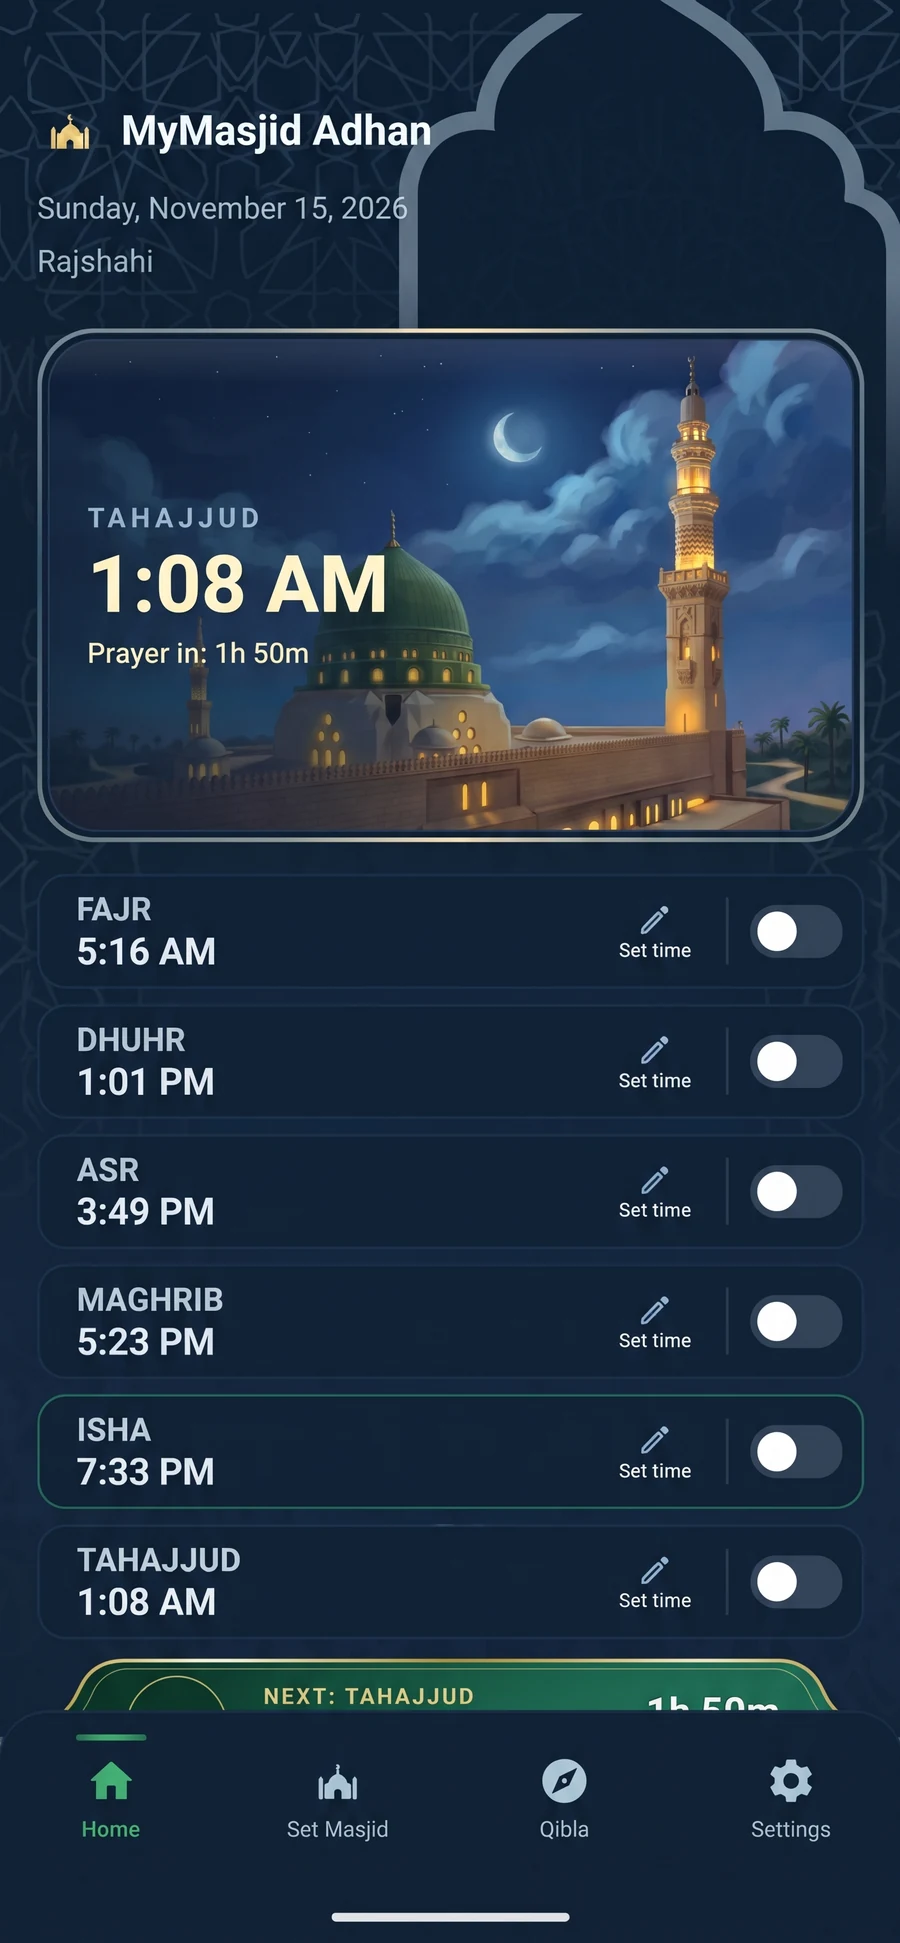 MyMasjid Adhan
Sunday, November 15, 2026
Rajshahi
TAHAJJUD
1:08 AM
Prayer in: 1h 50m
FAJR
5:16 AM
Set time
DHUHR
1:01 PM
Set time
ASR
3:49 PM
Set time
MAGHRIB
5:23 PM
Set time
ISHA
7:33 PM
Set time
TAHAJJUD
1:08 AM
Set time
NEXT: TAHAJJUD
1h 50m
Home
Set Masjid
Qibla
Settings